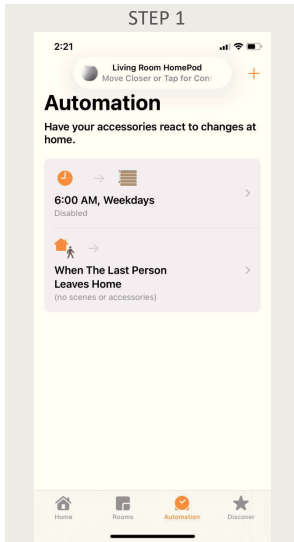 STEP 1
2:21
Living Room HomePod
Move Closer or Tap for Cont
Automation
Have your accessories react to changes at
home.
6:00 AM, Weekdays
Disabled
When The Last Person
Leaves Home
(no scenes or accessories)
Home Rooms Automation Discover